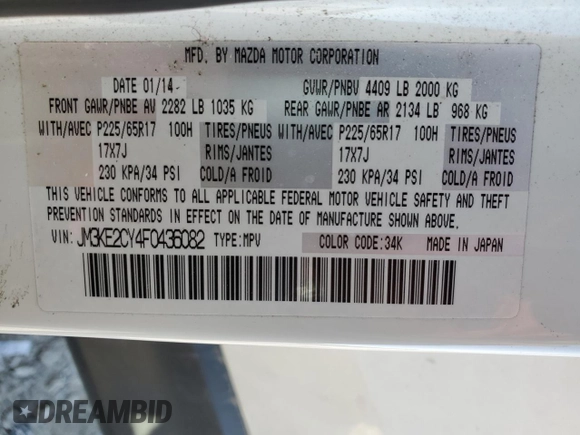 MFD. BY MAZDA MOTOR CORPORATION
DATE 01/14 GVWR/PNBV 4409 LB 2000 KG
FRONT GAWR/PNBE AV 2282 LB 1035 KG REAR GAWR/PNBE AR 2134 LB 968 KG
WITH/AVEC P225/65R17 100H TIRES/PNEUS WITH/AVEC P225/65R17 100H TIRES/PNEUS
17X7J RIMS/JANTES 17X7J RIMS/JANTES
230 KPA/34 PSI COLD/A FROID 230 KPA/34 PSI COLD/A FROID
THIS VEHICLE CONFORMS TO ALL APPLICABLE FEDERAL MOTOR VEHICLE SAFETY AND THEFT
PREVENTION STANDARDS IN EFFECT ON THE DATE OF MANUFACTURE SHOWN ABOVE.
VIN: JM3KE2CY4F0436082 TYPE:MPV COLOR CODE:34K MADE IN JAPAN
DREAMBID